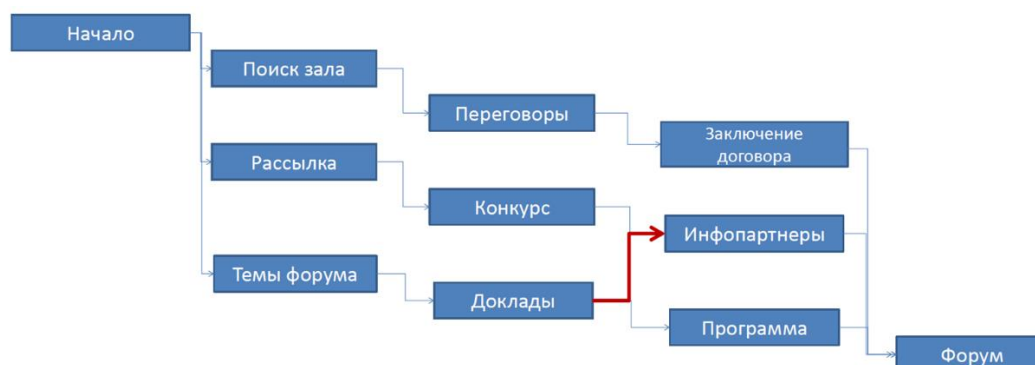 Начало
Поиск зала
Переговоры
Заключение
договора
Рассылка
Конкурс
Инфопартнеры
Темы форума
Доклады
Программа
Форум